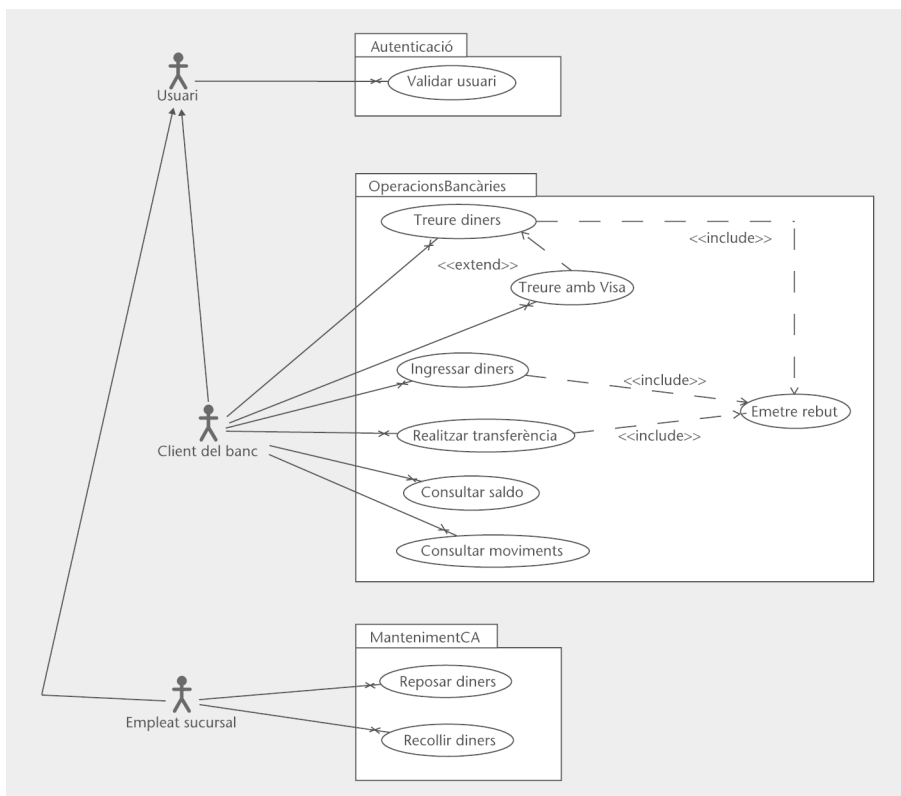 Autenticació
Validar usuari
Usuari
OperacionsBancàries
Treure diners
<<include>>
<<extend>>
Treure amb Visa
Ingressar diners
<<include>>
Emetre rebut
Realitzar transferència
<<include>>
Client del banc
Consultar saldo
Consultar moviments
MantenimentCA
Reposar diners
Empleat sucursal
Recollir diners